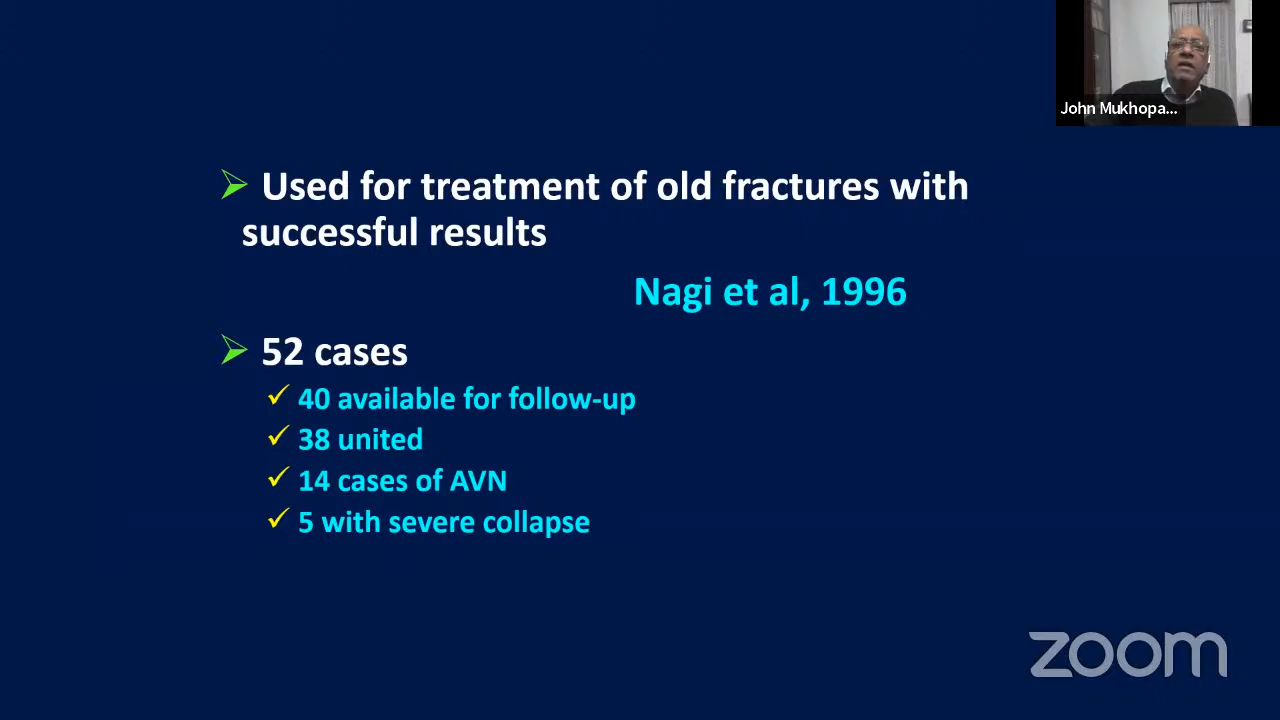 John Mukhopa...
Used for treatment of old fractures with
successful results
Nagi et al, 1996
52 cases
40 available for follow-up
38 united
14 cases of AVN
5 with severe collapse
zoom